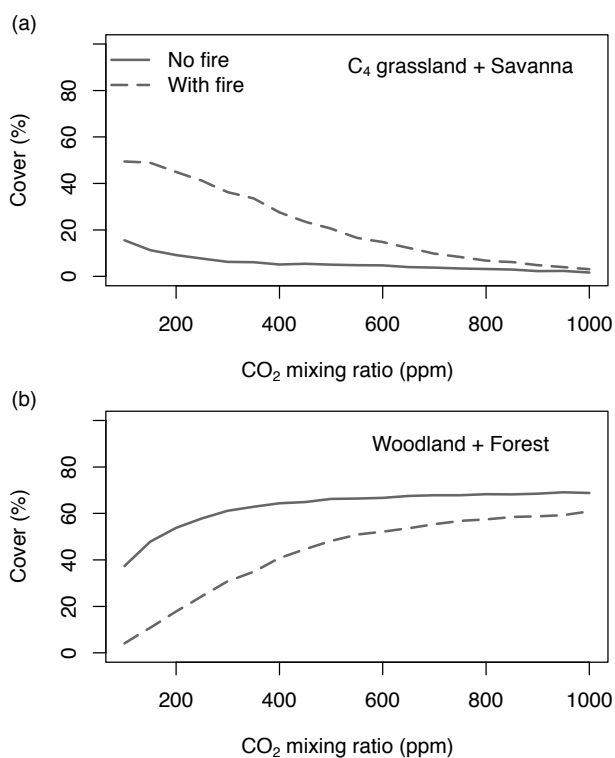 (a)
No fire
With fire
C₄ grassland + Savanna
Cover (%)
80
60
40
20
0
200 400 600 800 1000
CO₂ mixing ratio (ppm)
(b)
Woodland + Forest
Cover (%)
80
60
40
20
0
200 400 600 800 1000
CO₂ mixing ratio (ppm)